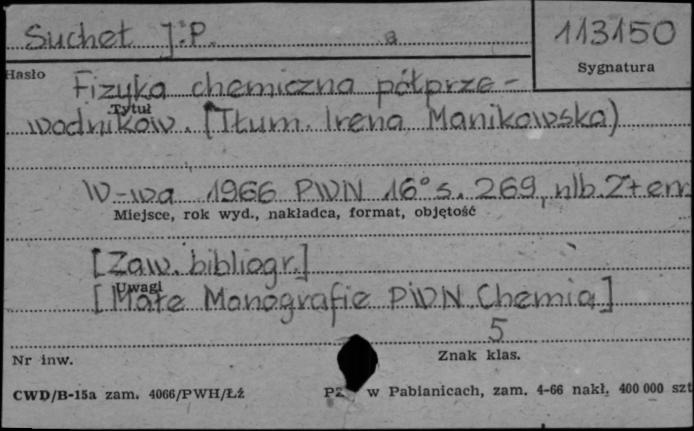 Suchet J.P.
113150
Sygnatura
Hasło
Fizyka chemiczna półprze-
Tytuł
wodników. (Tłum. Irena Manikowska)
W-wa 1966 PWN 16° s. 269, nlb. 2+err
Miejsce, rok wyd., nakładca, format, objętość
[Zaw. bibliogr.]
Uwagi
[Małe Monografie PWN. Chemia]
5
Nr inw.
Znak klas.
CWD/B-15a zam. 4066/PWH/Łż
PZ w Pabianicach, zam. 4-66 nakł. 400 000 szt